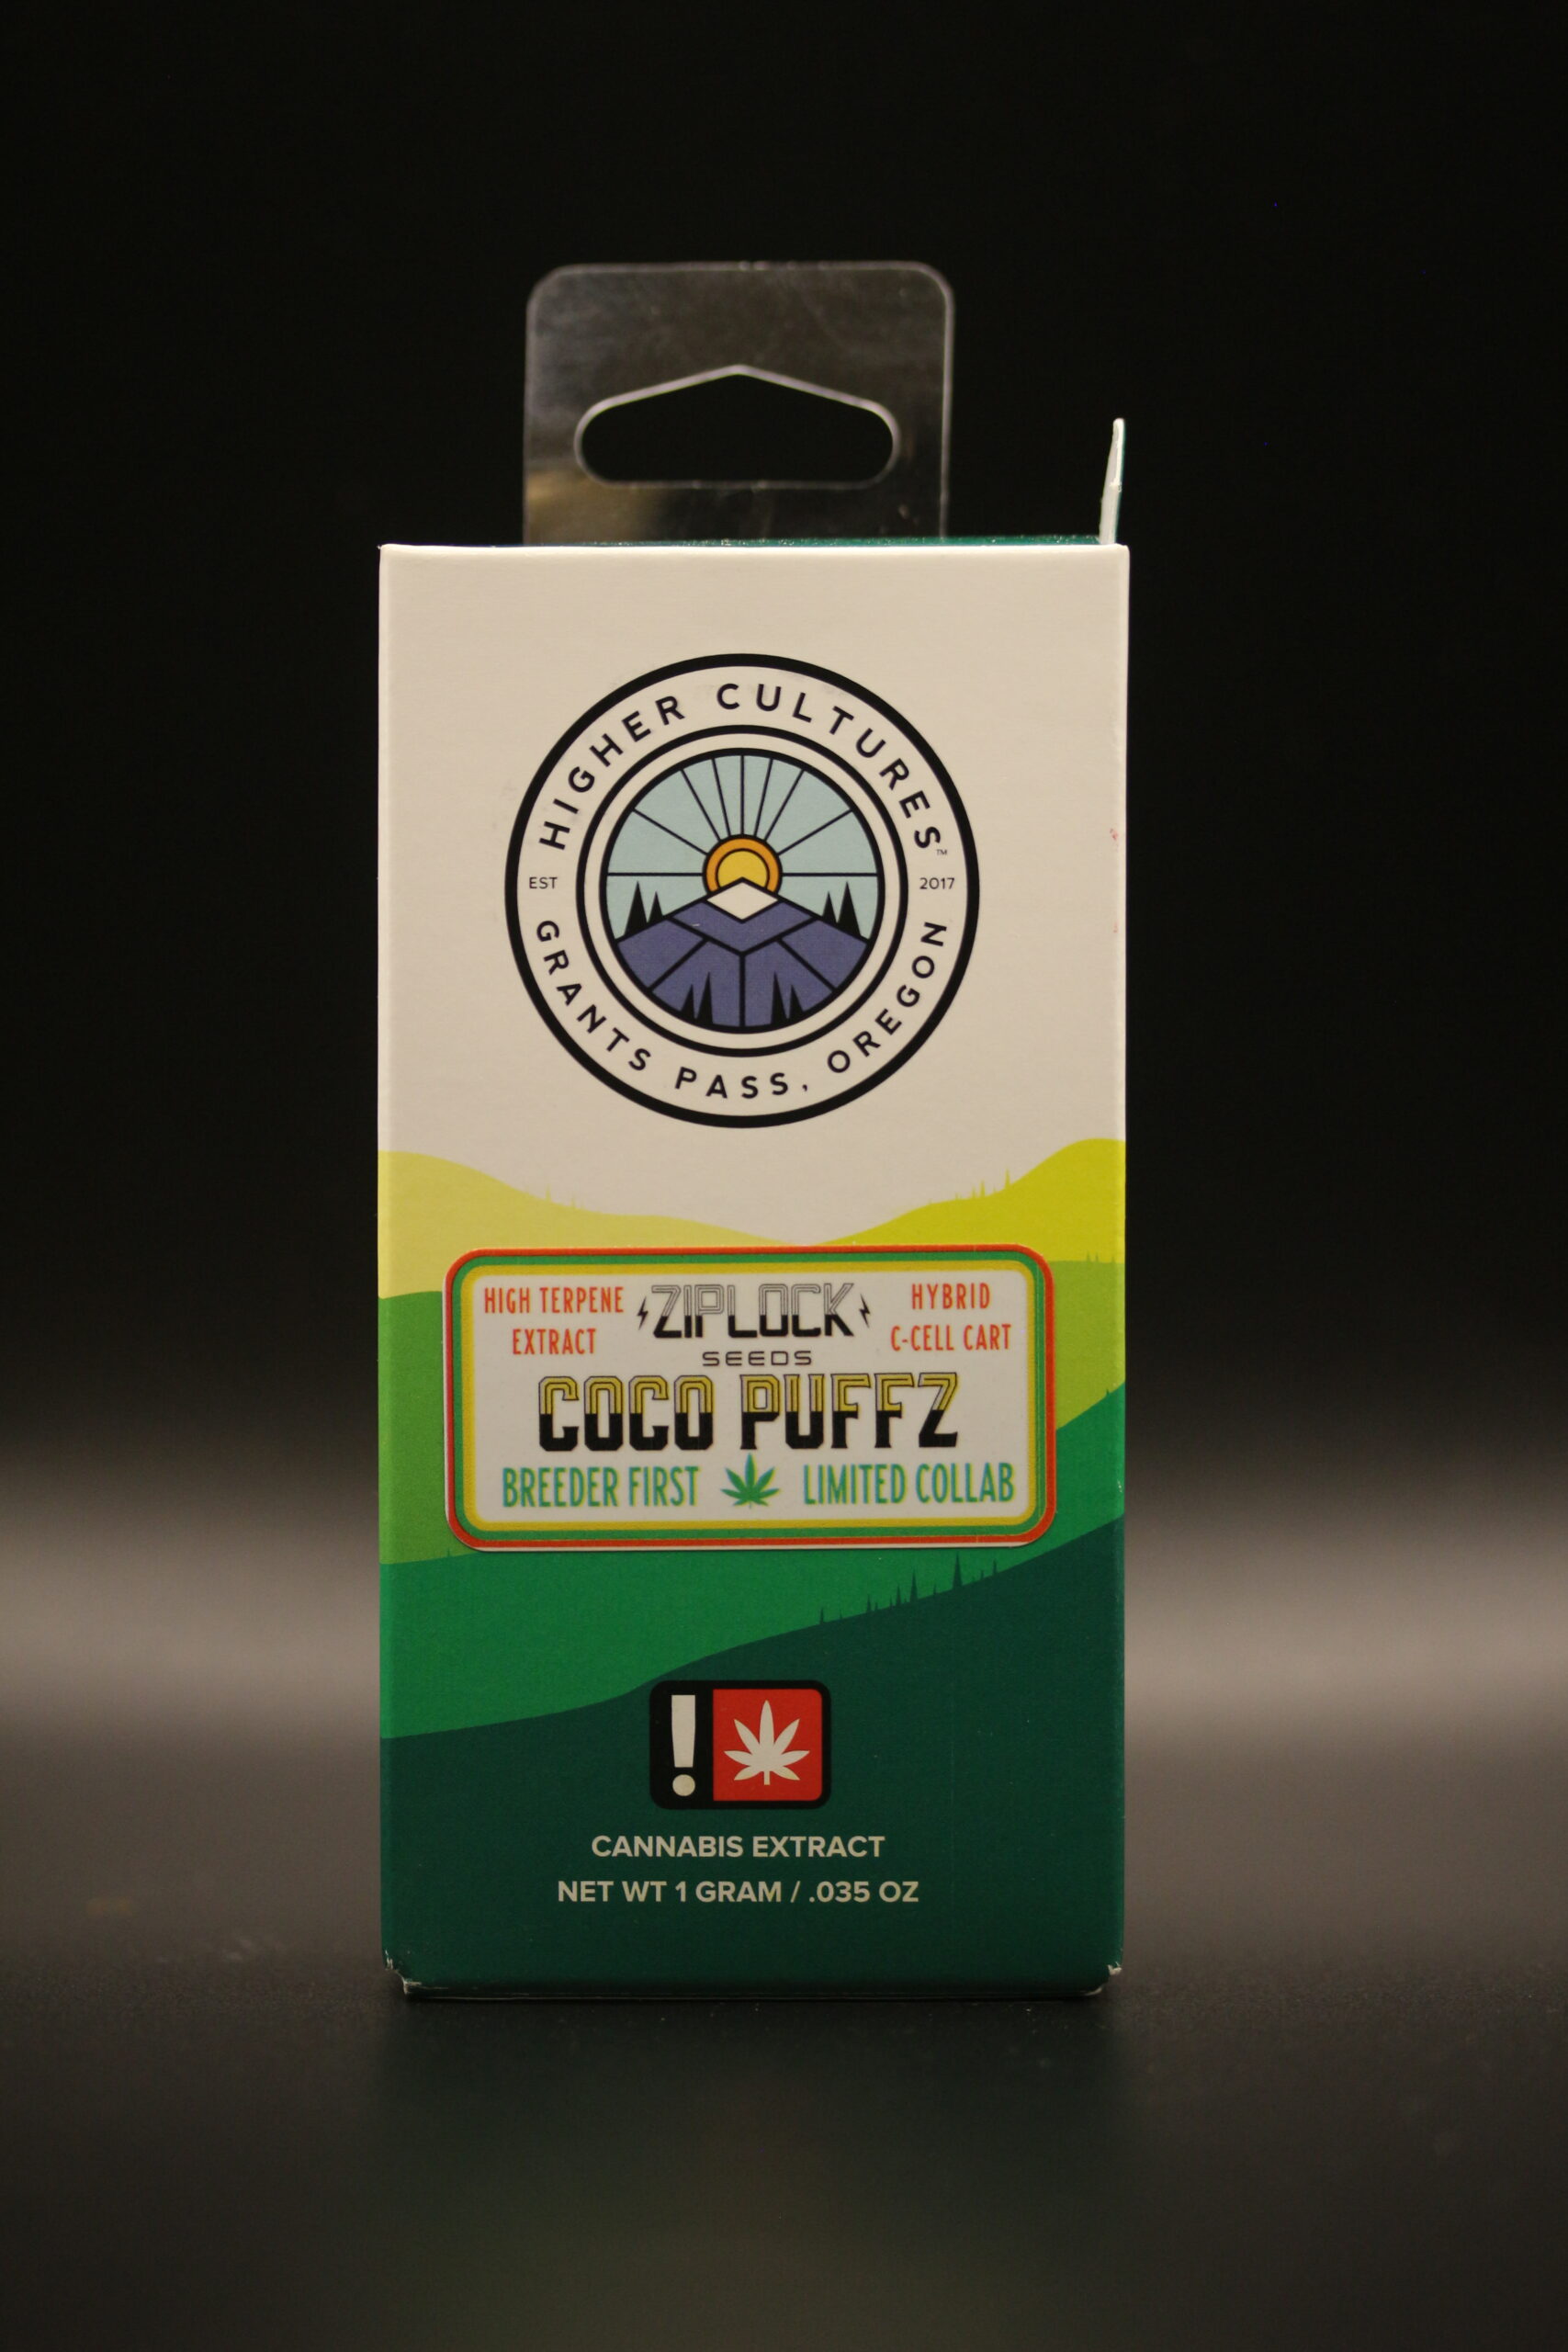 HIGHER CULTURES™
EST 2017
GRANTS PASS, OREGON
HIGH TERPENE
EXTRACT
ZIPLOCK
SEEDS
HYBRID
C-CELL CART
COCO PUFFZ
BREEDER FIRST LIMITED COLLAB
!
CANNABIS EXTRACT
NET WT 1 GRAM / .035 OZ